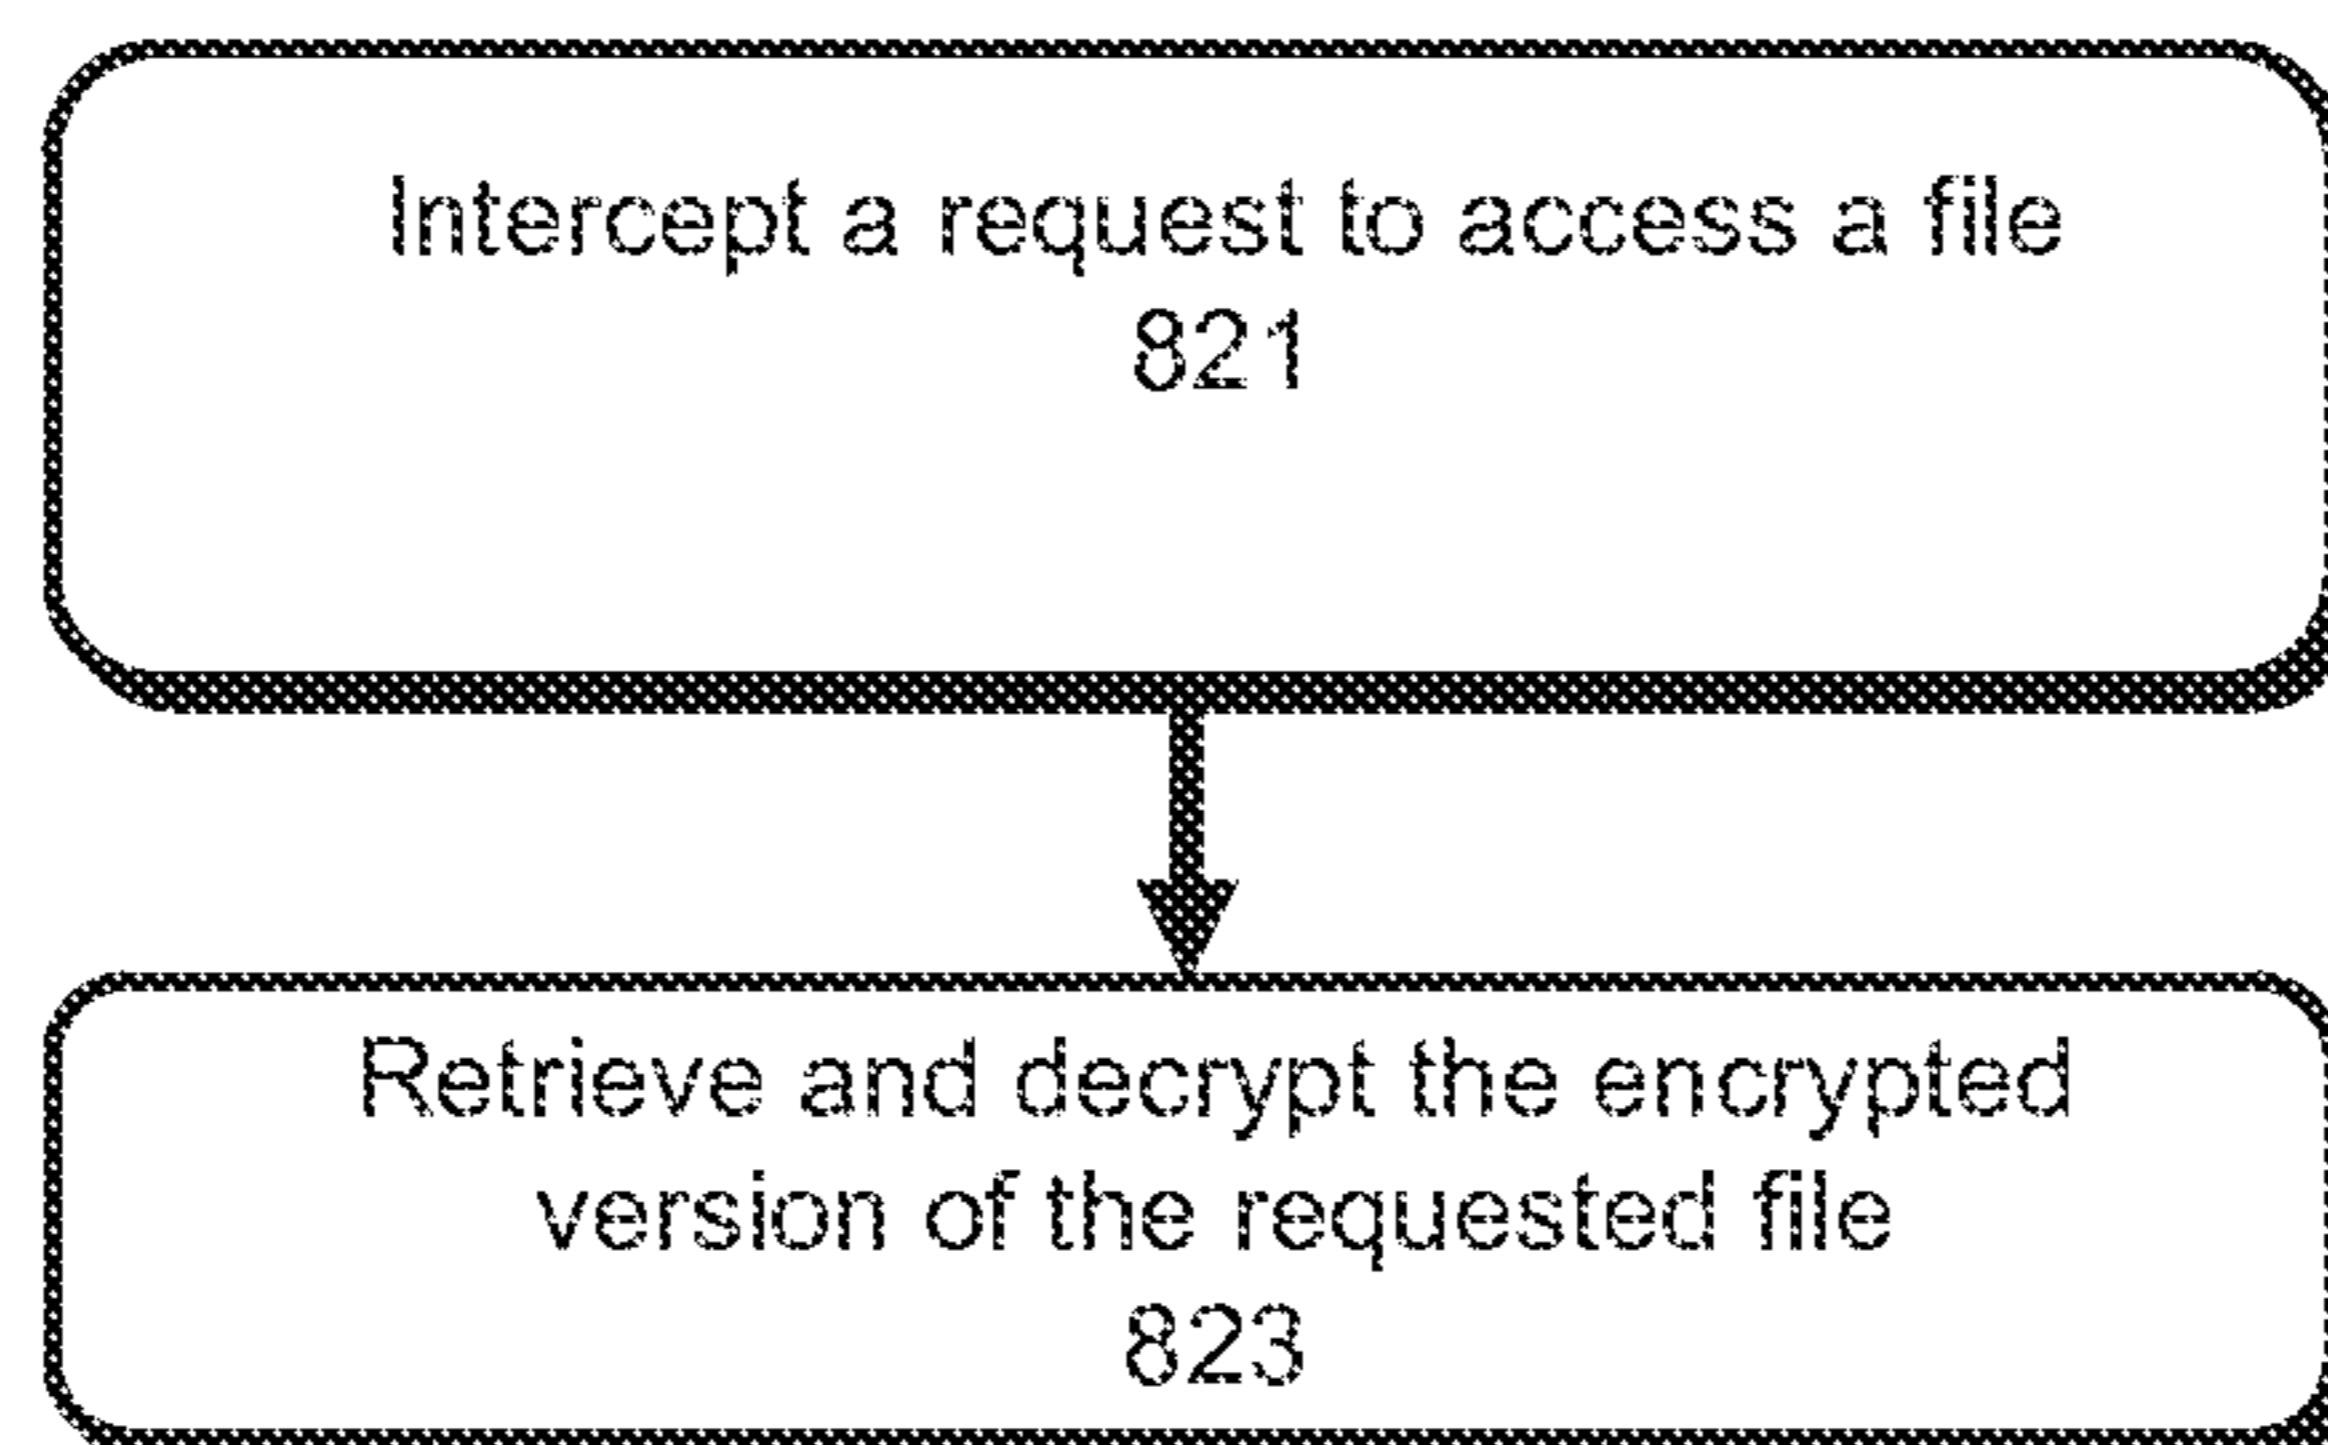 Intercept a request to access a file
821
Retrieve and decrypt the encrypted
version of the requested file
823